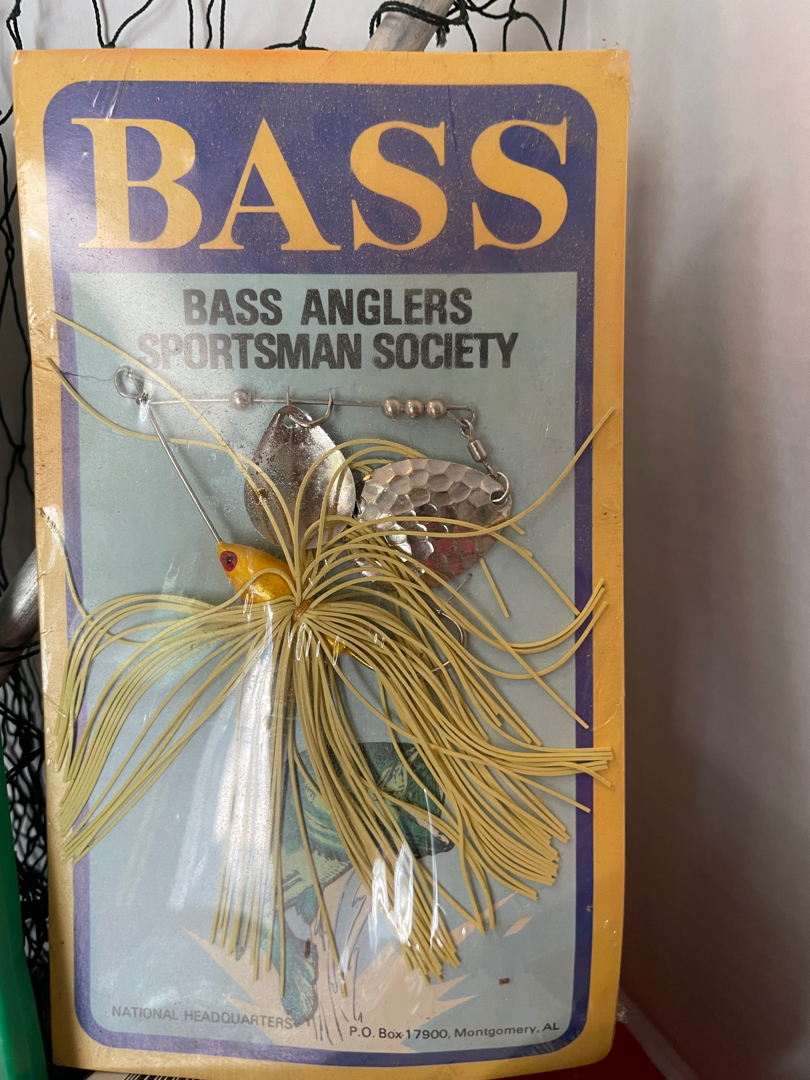 BASS
BASS ANGLERS
SPORTSMAN SOCIETY
NATIONAL HEADQUARTERS
P.O. Box 17900, Montgomery, AL